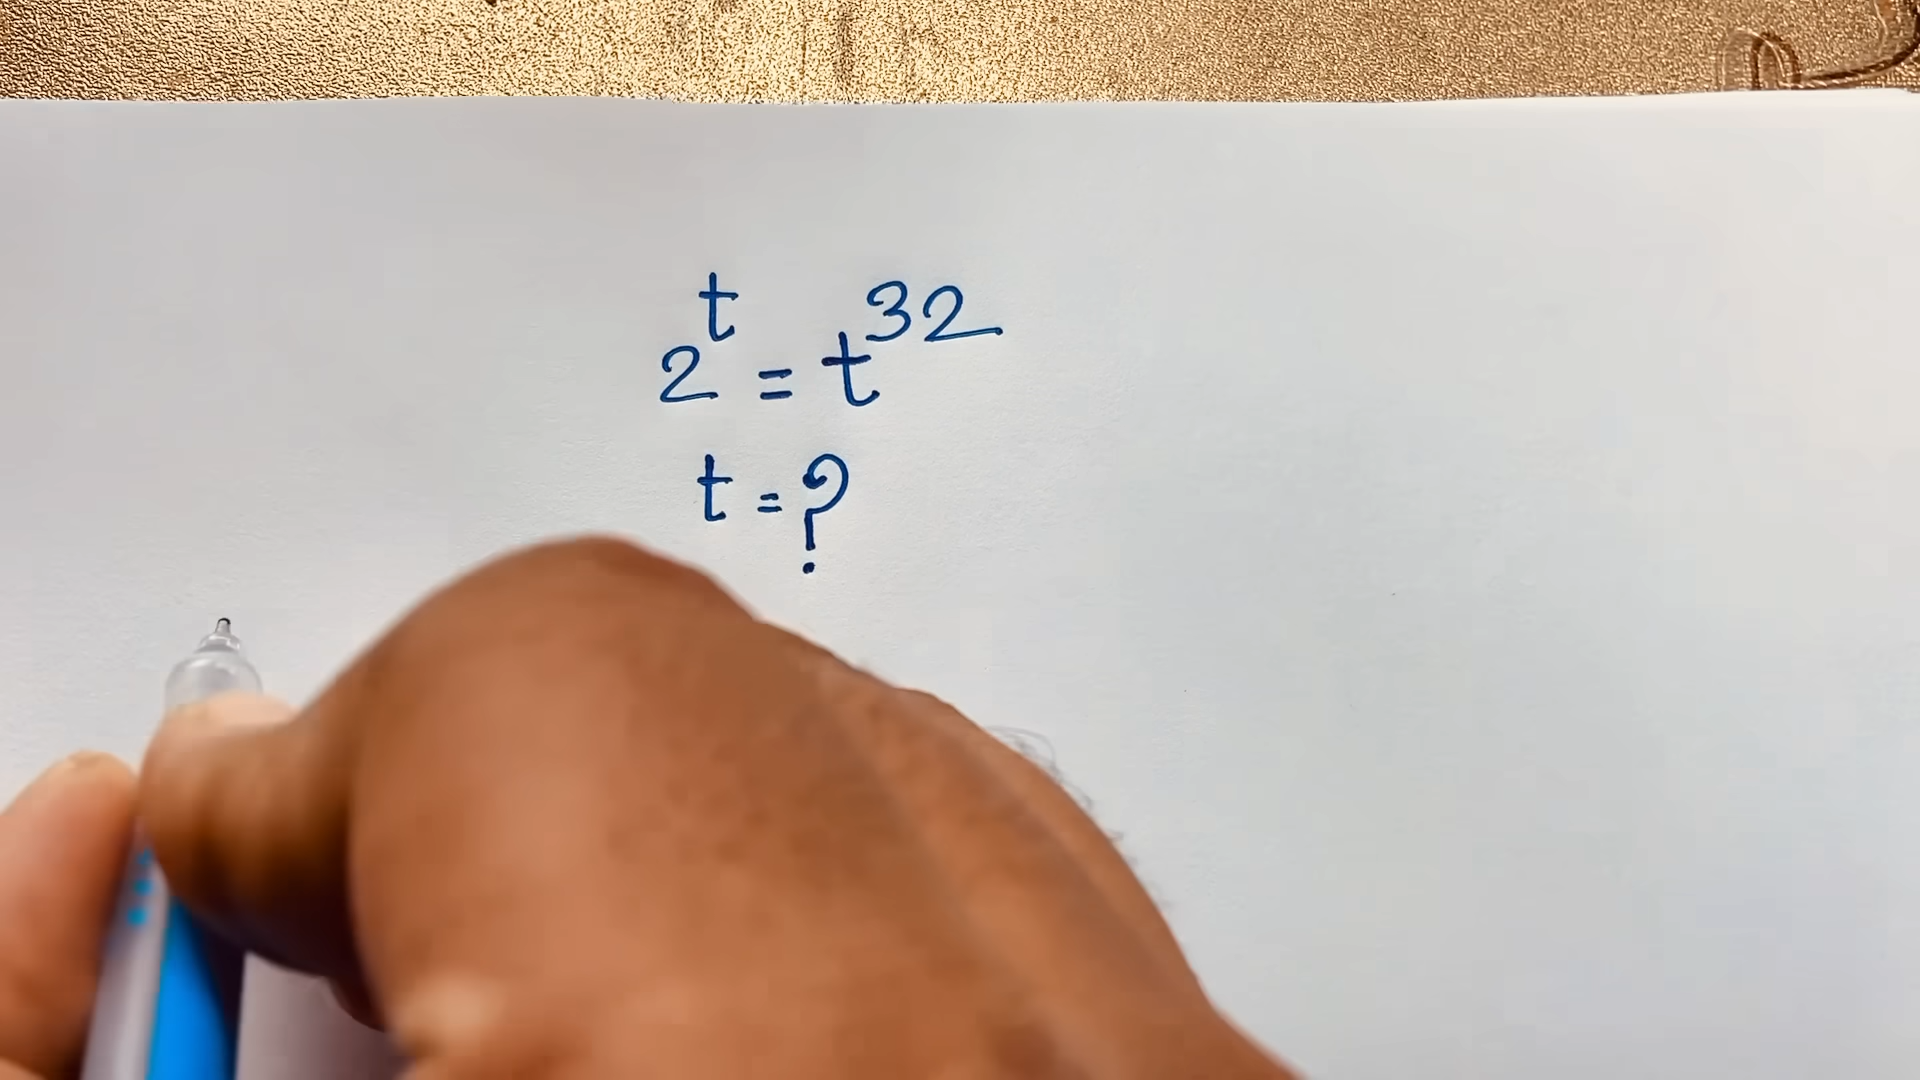 2^t = t^32
t = ?